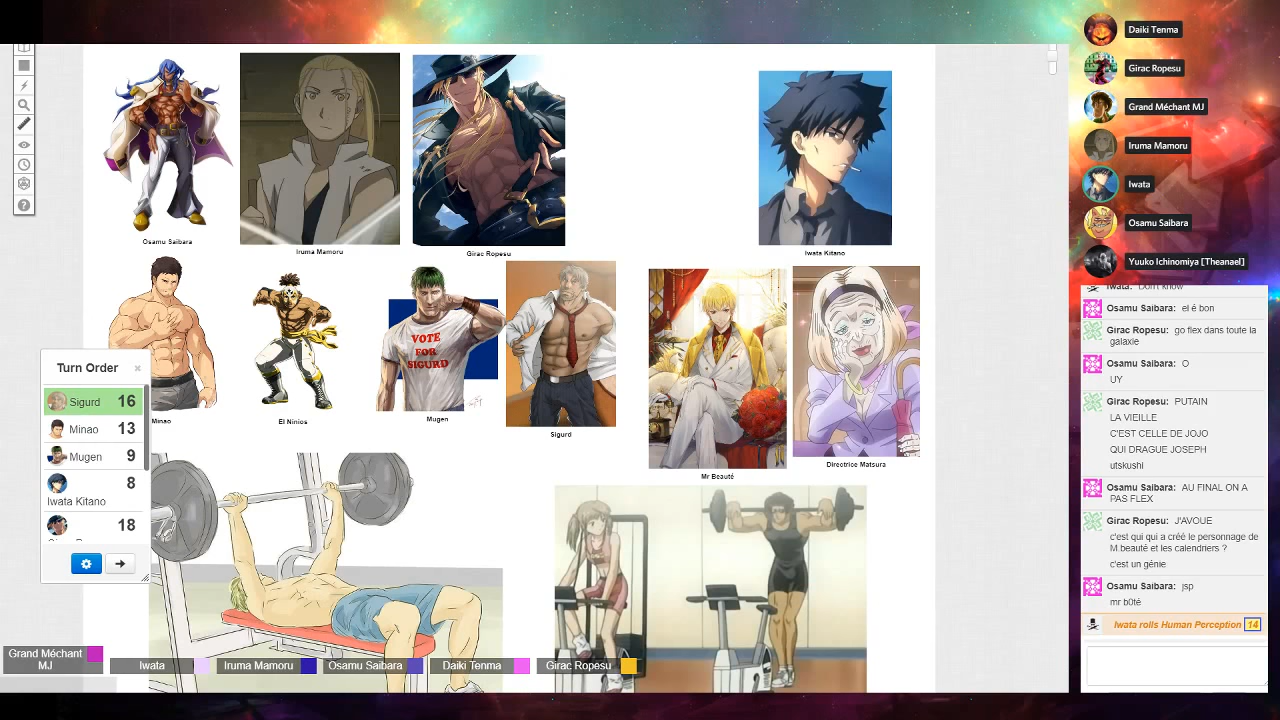 Osamu Saibara
Iruma Mamoru
Girac Ropesu
Iwata Kitano
Minao
El Ninios
VOTE
FOR
SIGURD
Mugen
Sigurd
Mr Beauté
Directrice Matsura
Turn Order ×
Sigurd 16
Minao 13
Mugen 9
8
Iwata Kitano
18
Grand Méchant
MJ
Iwata
Iruma Mamoru
Osamu Saibara
Daiki Tenma
Girac Ropesu
Daiki Tenma
Girac Ropesu
Grand Méchant MJ
Iruma Mamoru
Iwata
Osamu Saibara
Yuuko Ichinomiya [Theanael]
Iwata: Don't know
Osamu Saibara: el é bon
Girac Ropesu: go flex dans toute la
galaxie
Osamu Saibara: O
UY
Girac Ropesu: PUTAIN
LA VIEILLE
C'EST CELLE DE JOJO
QUI DRAGUE JOSEPH
utskushi
Osamu Saibara: AU FINAL ON A
PAS FLEX
Girac Ropesu: J'AVOUE
c'est qui qui a créé le personnage de
M.beauté et les calendriers ?
c'est un génie
Osamu Saibara: jsp
mr b0té
Iwata rolls Human Perception 14